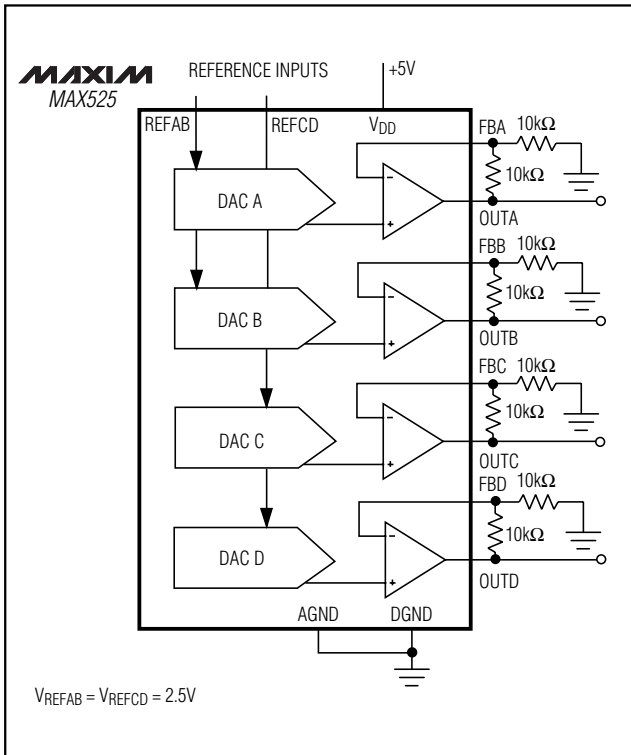 MAXIM
MAX525
REFERENCE INPUTS
+5V
REFAB
REFCD
VDD
FBA
10kΩ
10kΩ
DAC A
OUTA
FBB
10kΩ
10kΩ
DAC B
OUTB
FBC
10kΩ
10kΩ
DAC C
OUTC
FBD
10kΩ
10kΩ
DAC D
OUTD
AGND
DGND
VREFAB = VREFCD = 2.5V